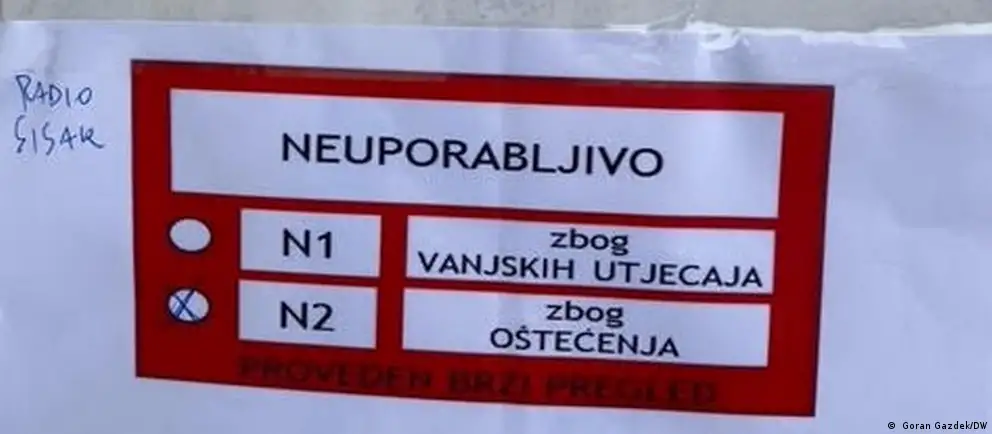 RADIO
SISAK
NEUPORABLJIVO
N1
zbog
VANJSKIH UTJECAJA
N2
zbog
OŠTEĆENJA
PROVEDEN BRZI PREGLED
© Goran Gazdek/DW